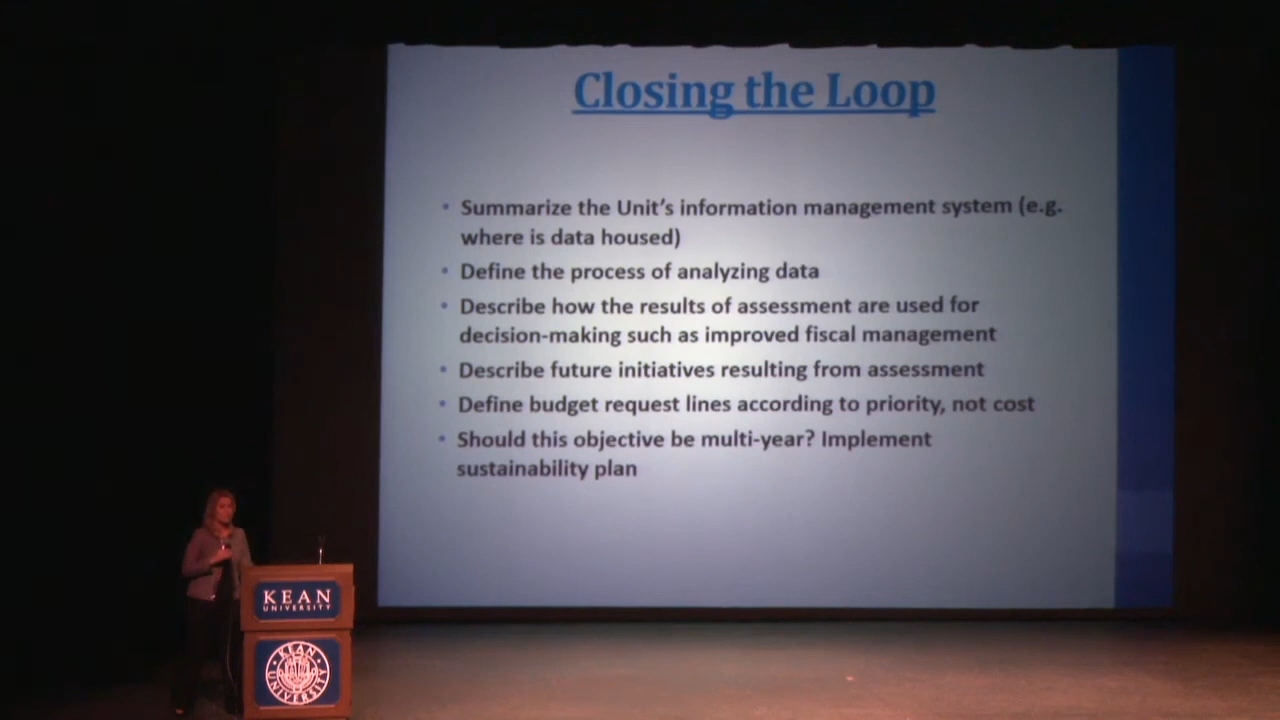 Closing the Loop
• Summarize the Unit's information management system (e.g.
where is data housed)
• Define the process of analyzing data
• Describe how the results of assessment are used for
decision-making such as improved fiscal management
• Describe future initiatives resulting from assessment
• Define budget request lines according to priority, not cost
• Should this objective be multi-year? Implement
sustainability plan
KEAN
UNIVERSITY
KEAN
UNIVERSITY